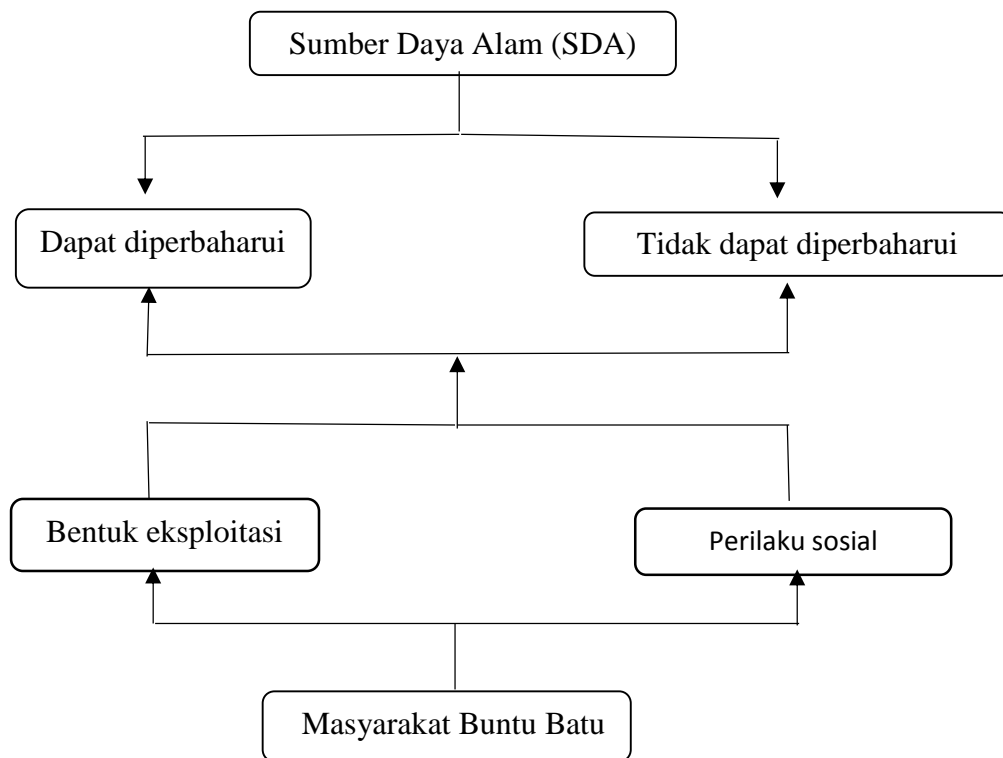 Sumber Daya Alam (SDA)
Dapat diperbaharui
Tidak dapat diperbaharui
Bentuk eksploitasi
Perilaku sosial
Masyarakat Buntu Batu